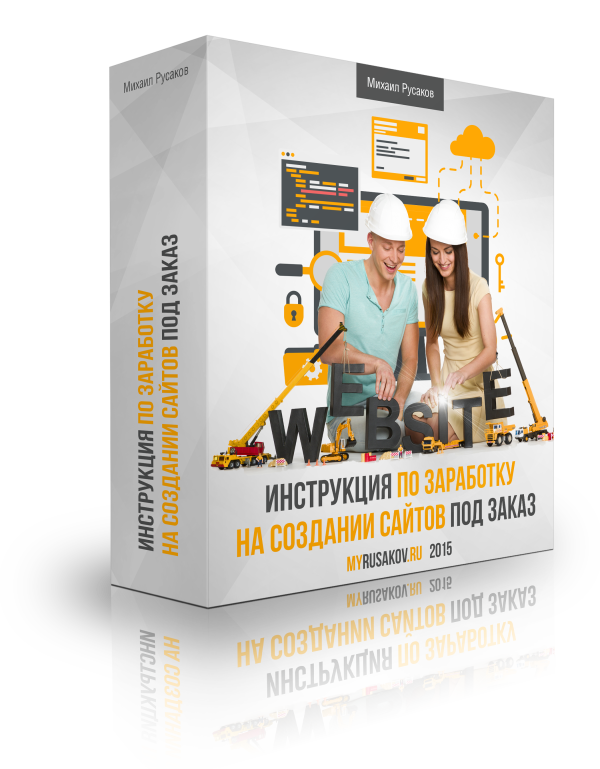 Михаил Русаков
ИНСТРУКЦИЯ ПО ЗАРАБОТКУ
НА СОЗДАНИИ САЙТОВ ПОД ЗАКАЗ
Михаил Русаков
WEBSITE
ИНСТРУКЦИЯ ПО ЗАРАБОТКУ
НА СОЗДАНИИ САЙТОВ ПОД ЗАКАЗ
MYRUSAKOV.RU 2015